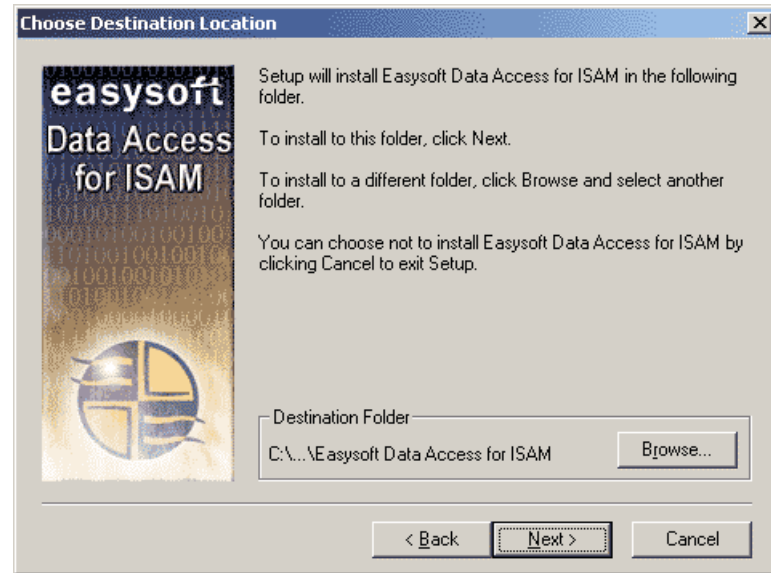 Choose Destination Location
easysoft
Data Access
for ISAM
Setup will install Easysoft Data Access for ISAM in the following
folder.
To install to this folder, click Next.
To install to a different folder, click Browse and select another
folder.
You can choose not to install Easysoft Data Access for ISAM by
clicking Cancel to exit Setup.
Destination Folder
C:\...\Easysoft Data Access for ISAM
Browse...
< Back
Next >
Cancel